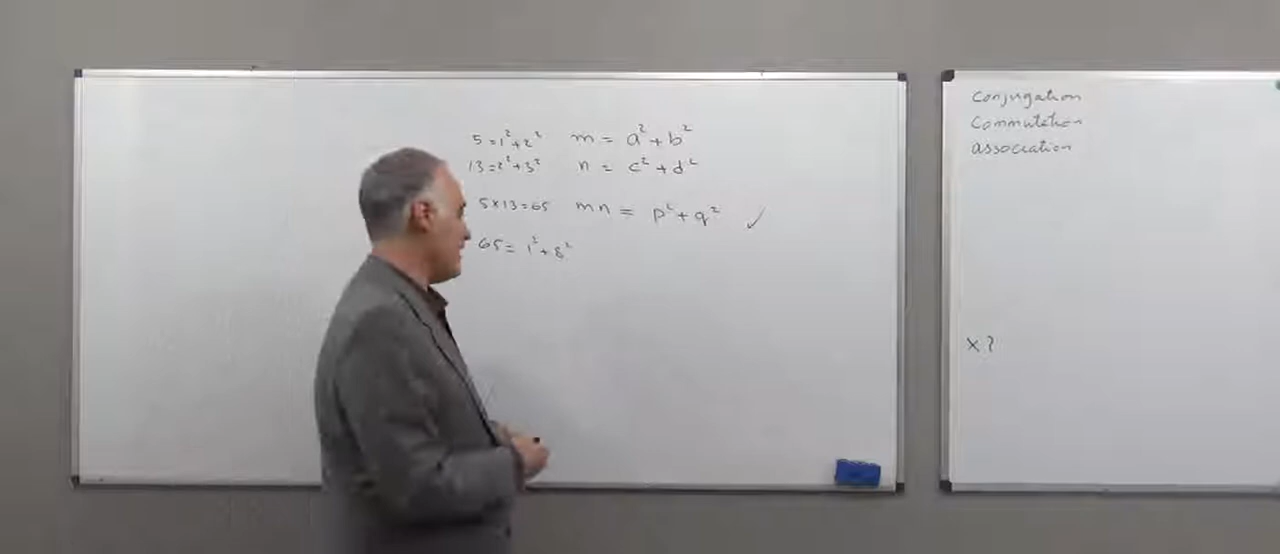 5=1²+2² m = a²+b²
13=2²+3² n = c²+d²
5×13=65 mn = p²+q² ✓
65=1²+8²
Conjugation
Commutation
association
x?